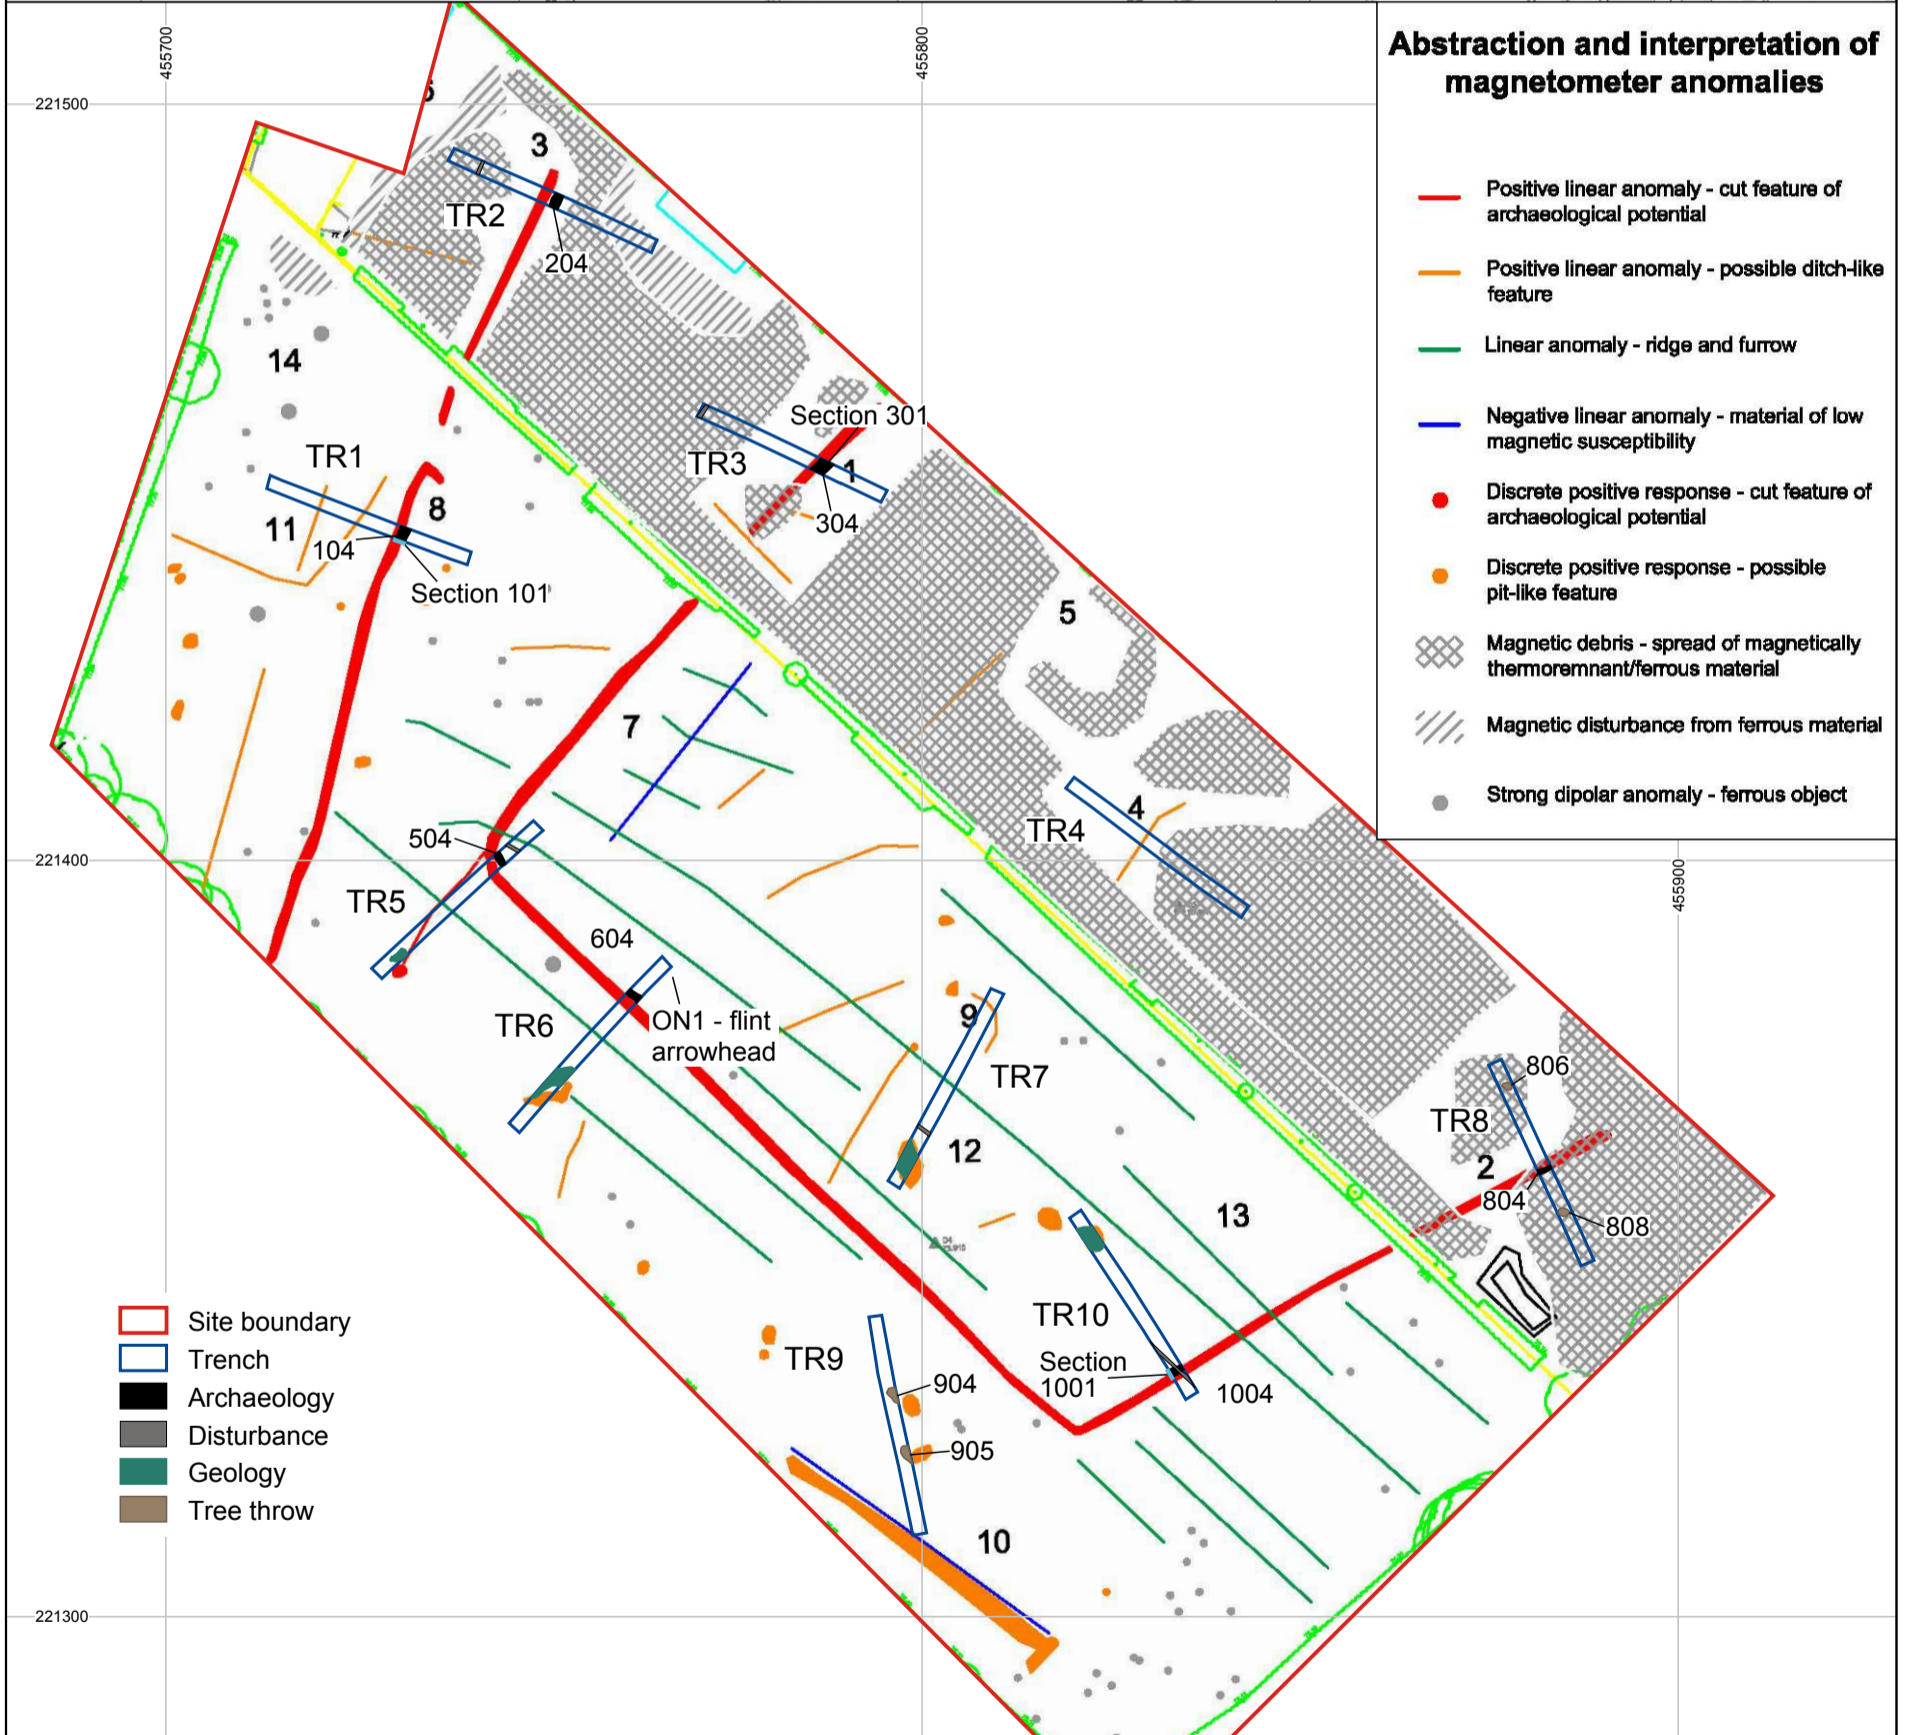 455700
455800
Abstraction and interpretation of
magnetometer anomalies
221500
3
TR2
204
Positive linear anomaly - cut feature of
archaeological potential
Positive linear anomaly - possible ditch-like
feature
Linear anomaly - ridge and furrow
Negative linear anomaly - material of low
magnetic susceptibility
Discrete positive response - cut feature of
archaeological potential
Discrete positive response - possible
pit-like feature
Magnetic debris - spread of magnetically
thermoremnant/ferrous material
Magnetic disturbance from ferrous material
Strong dipolar anomaly - ferrous object
14
TR1
Section 301
TR3
1
8
11
104
304
Section 101
5
7
4
TR4
504
221400
455900
TR5
604
9
TR6
ON1 - flint
arrowhead
TR7
806
TR8
12
2
804
13
808
TR10
Site boundary
Trench
Archaeology
Disturbance
Geology
Tree throw
TR9
Section
1001
904
1004
905
10
221300